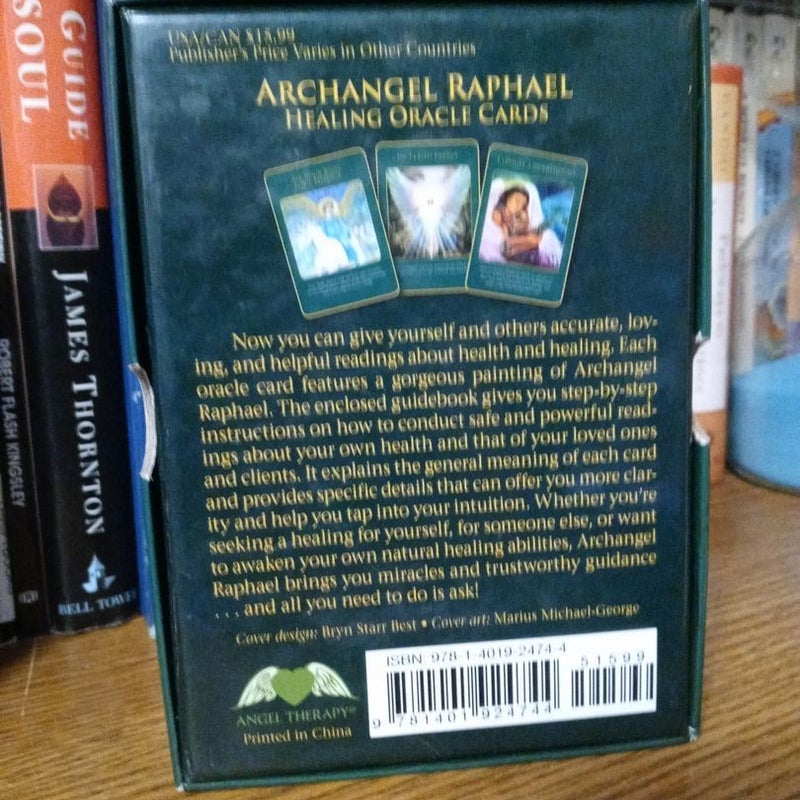 GUIDE
SOUL
JAMES THORNTON
BELL TOWE
ROBERT FLASH KINGSLEY
USA/CAN $15.99
Publisher's Price Varies in Other Countries
ARCHANGEL RAPHAEL
HEALING ORACLE CARDS
Now you can give yourself and others accurate, lov-
ing, and helpful readings about health and healing. Each
oracle card features a gorgeous painting of Archangel
Raphael. The enclosed guidebook gives you step-by-step
instructions on how to conduct safe and powerful read-
ings about your own health and that of your loved ones
and clients. It explains the general meaning of each card
and provides specific details that can offer you more clar-
ity and help you tap into your intuition. Whether you're
seeking a healing for yourself, for someone else, or want
to awaken your own natural healing abilities, Archangel
Raphael brings you miracles and trustworthy guidance
. . . and all you need to do is ask!
Cover design: Bryn Starr Best • Cover art: Marius Michael-George
ANGEL THERAPY®
Printed in China
ISBN 978-1-4019-2474-4
51599
9 781401 924744